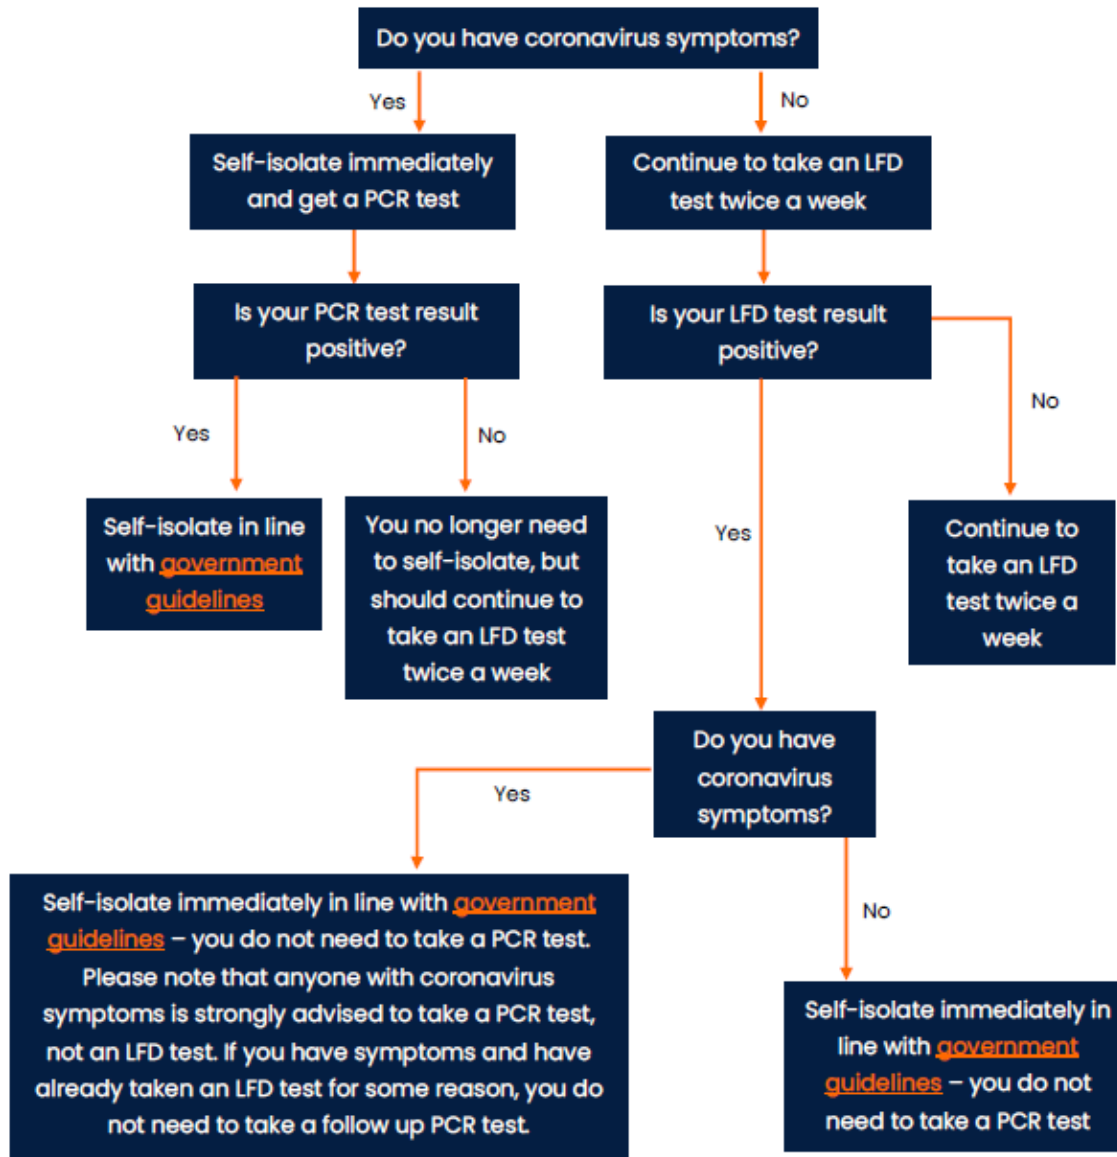 Do you have coronavirus symptoms?
Yes
No
Self-isolate immediately
and get a PCR test
Continue to take an LFD
test twice a week
Is your PCR test result
positive?
Is your LFD test result
positive?
Yes
No
Yes
No
Self-isolate in line
with government
guidelines
You no longer need
to self-isolate, but
should continue to
take an LFD test
twice a week
Continue to
take an LFD
test twice a
week
Do you have
coronavirus
symptoms?
Yes
No
Self-isolate immediately in line with government
guidelines – you do not need to take a PCR test.
Please note that anyone with coronavirus
symptoms is strongly advised to take a PCR test,
not an LFD test. If you have symptoms and have
already taken an LFD test for some reason, you do
not need to take a follow up PCR test.
Self-isolate immediately in
line with government
guidelines – you do not
need to take a PCR test